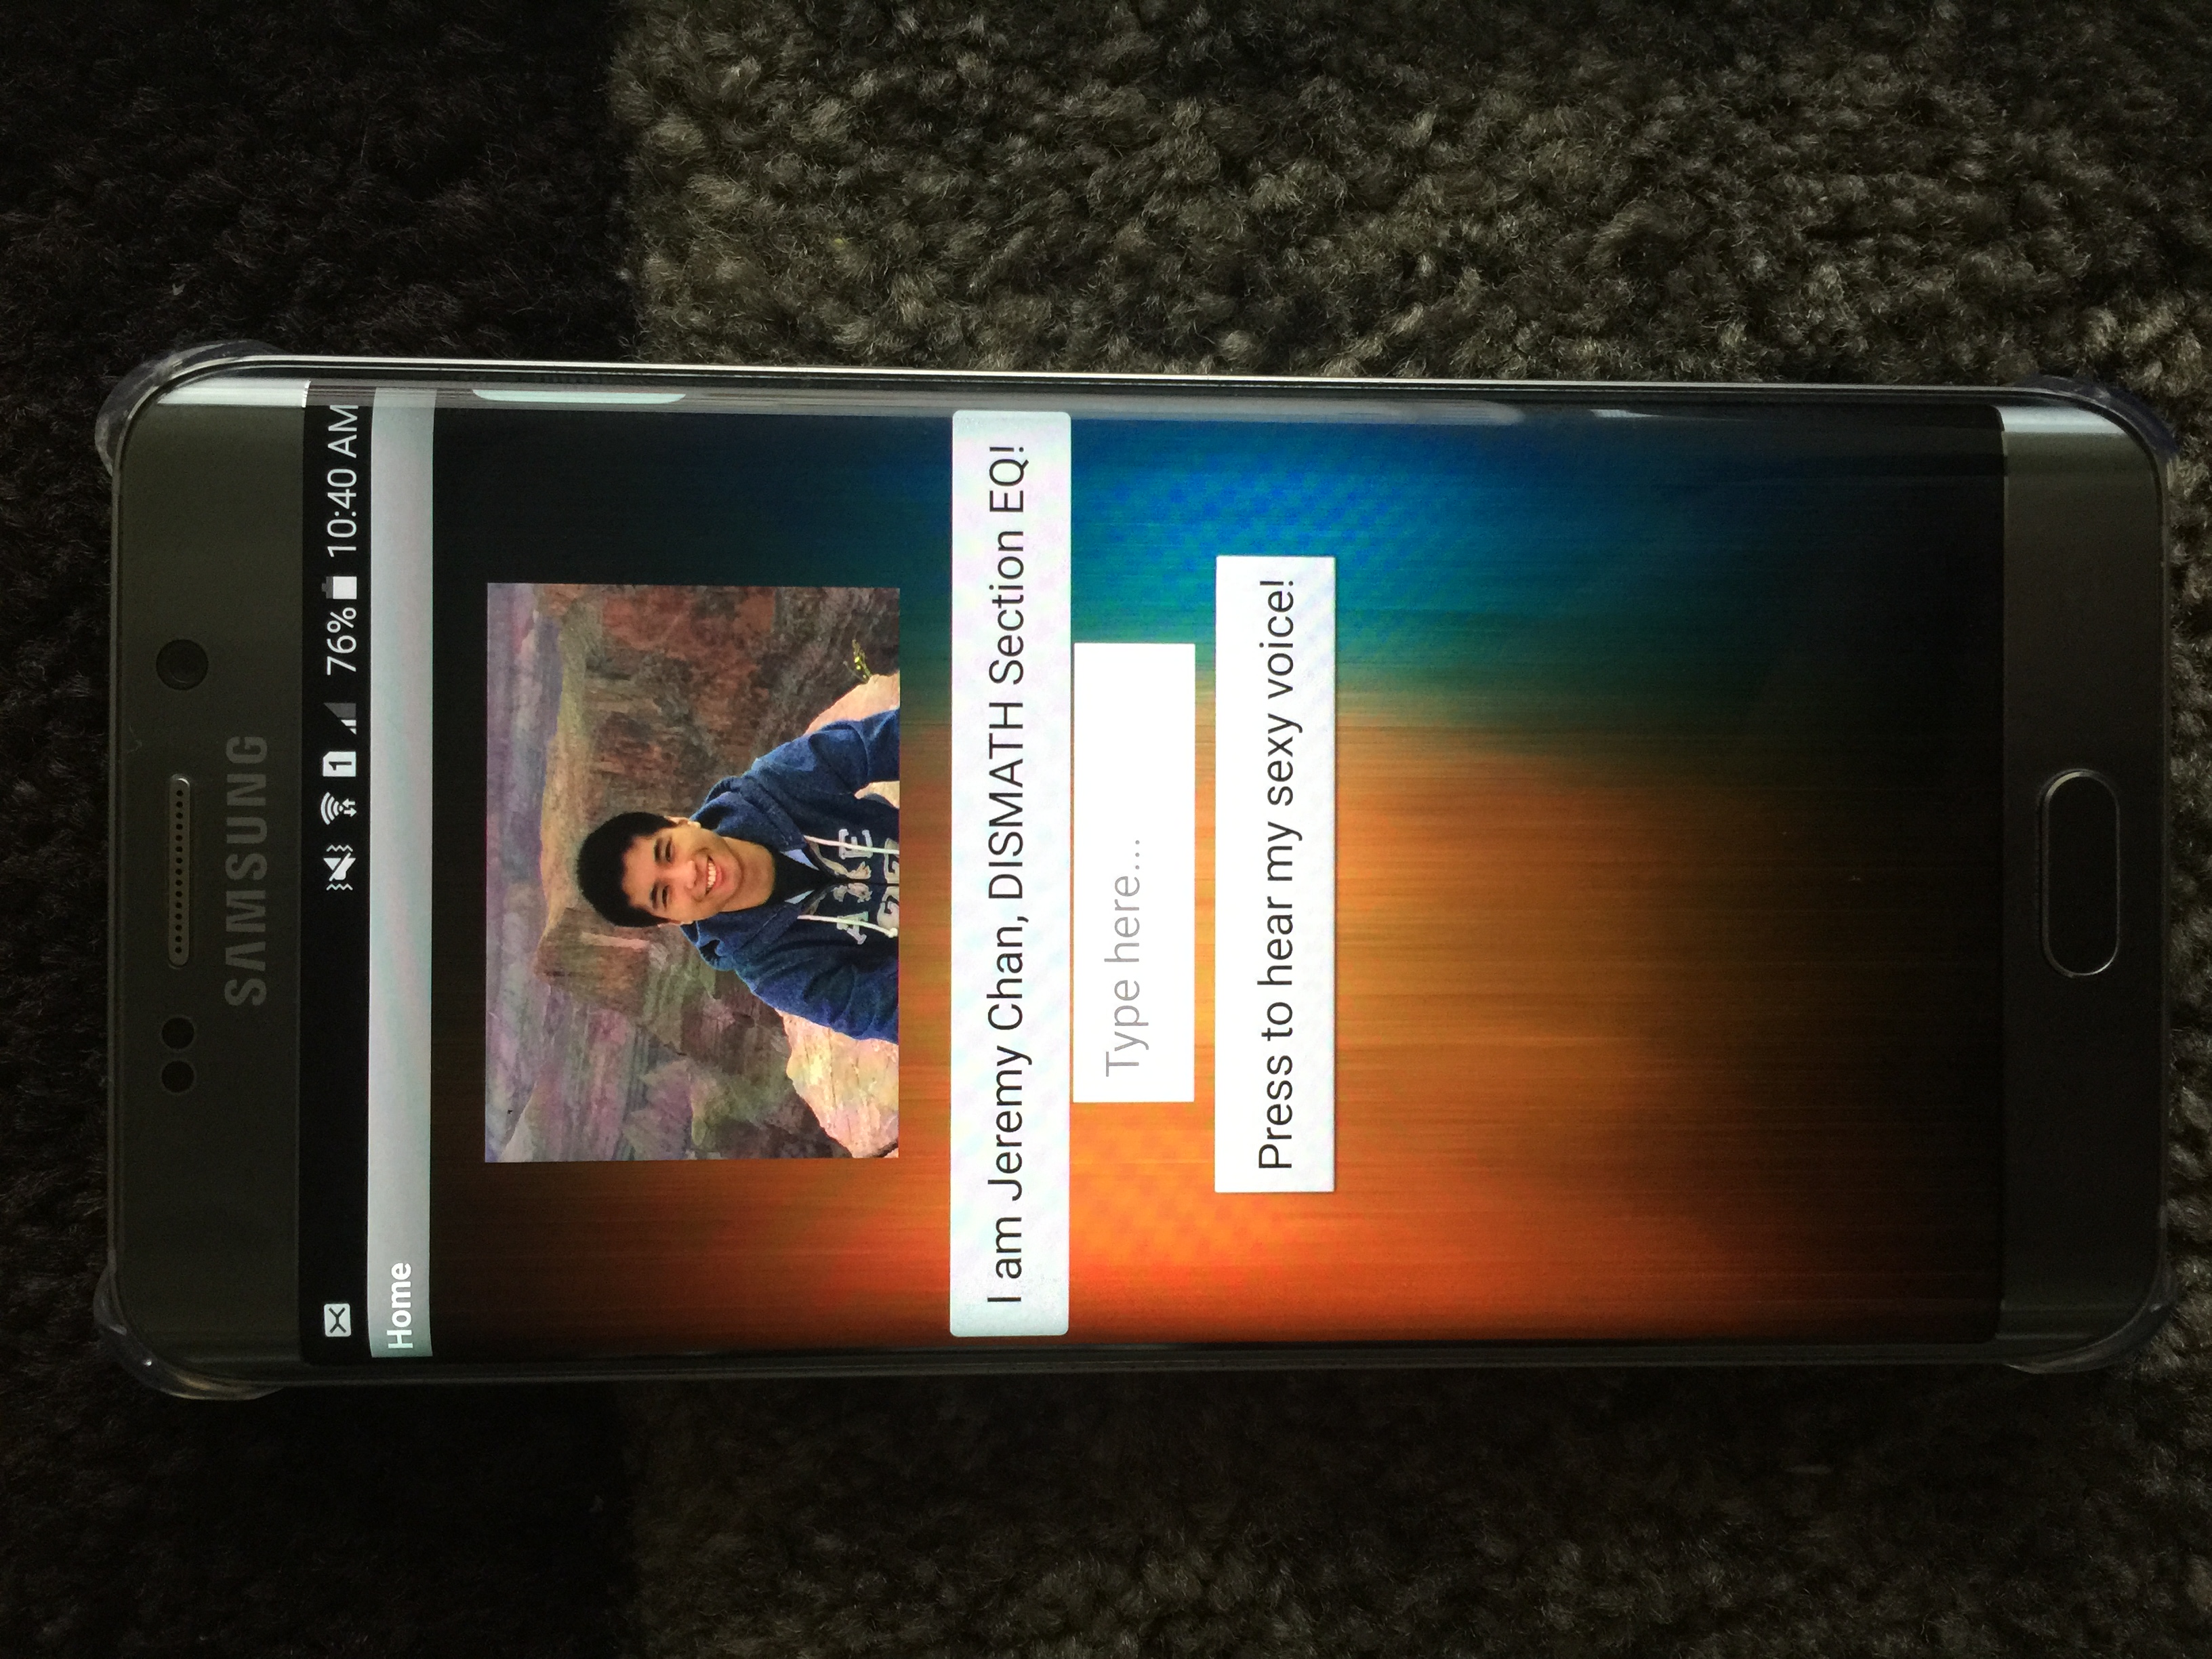 SAMSUNG
1 76% 10:40 AM
Home
I am Jeremy Chan, DISMATH Section EQ!
Type here...
Press to hear my sexy voice!